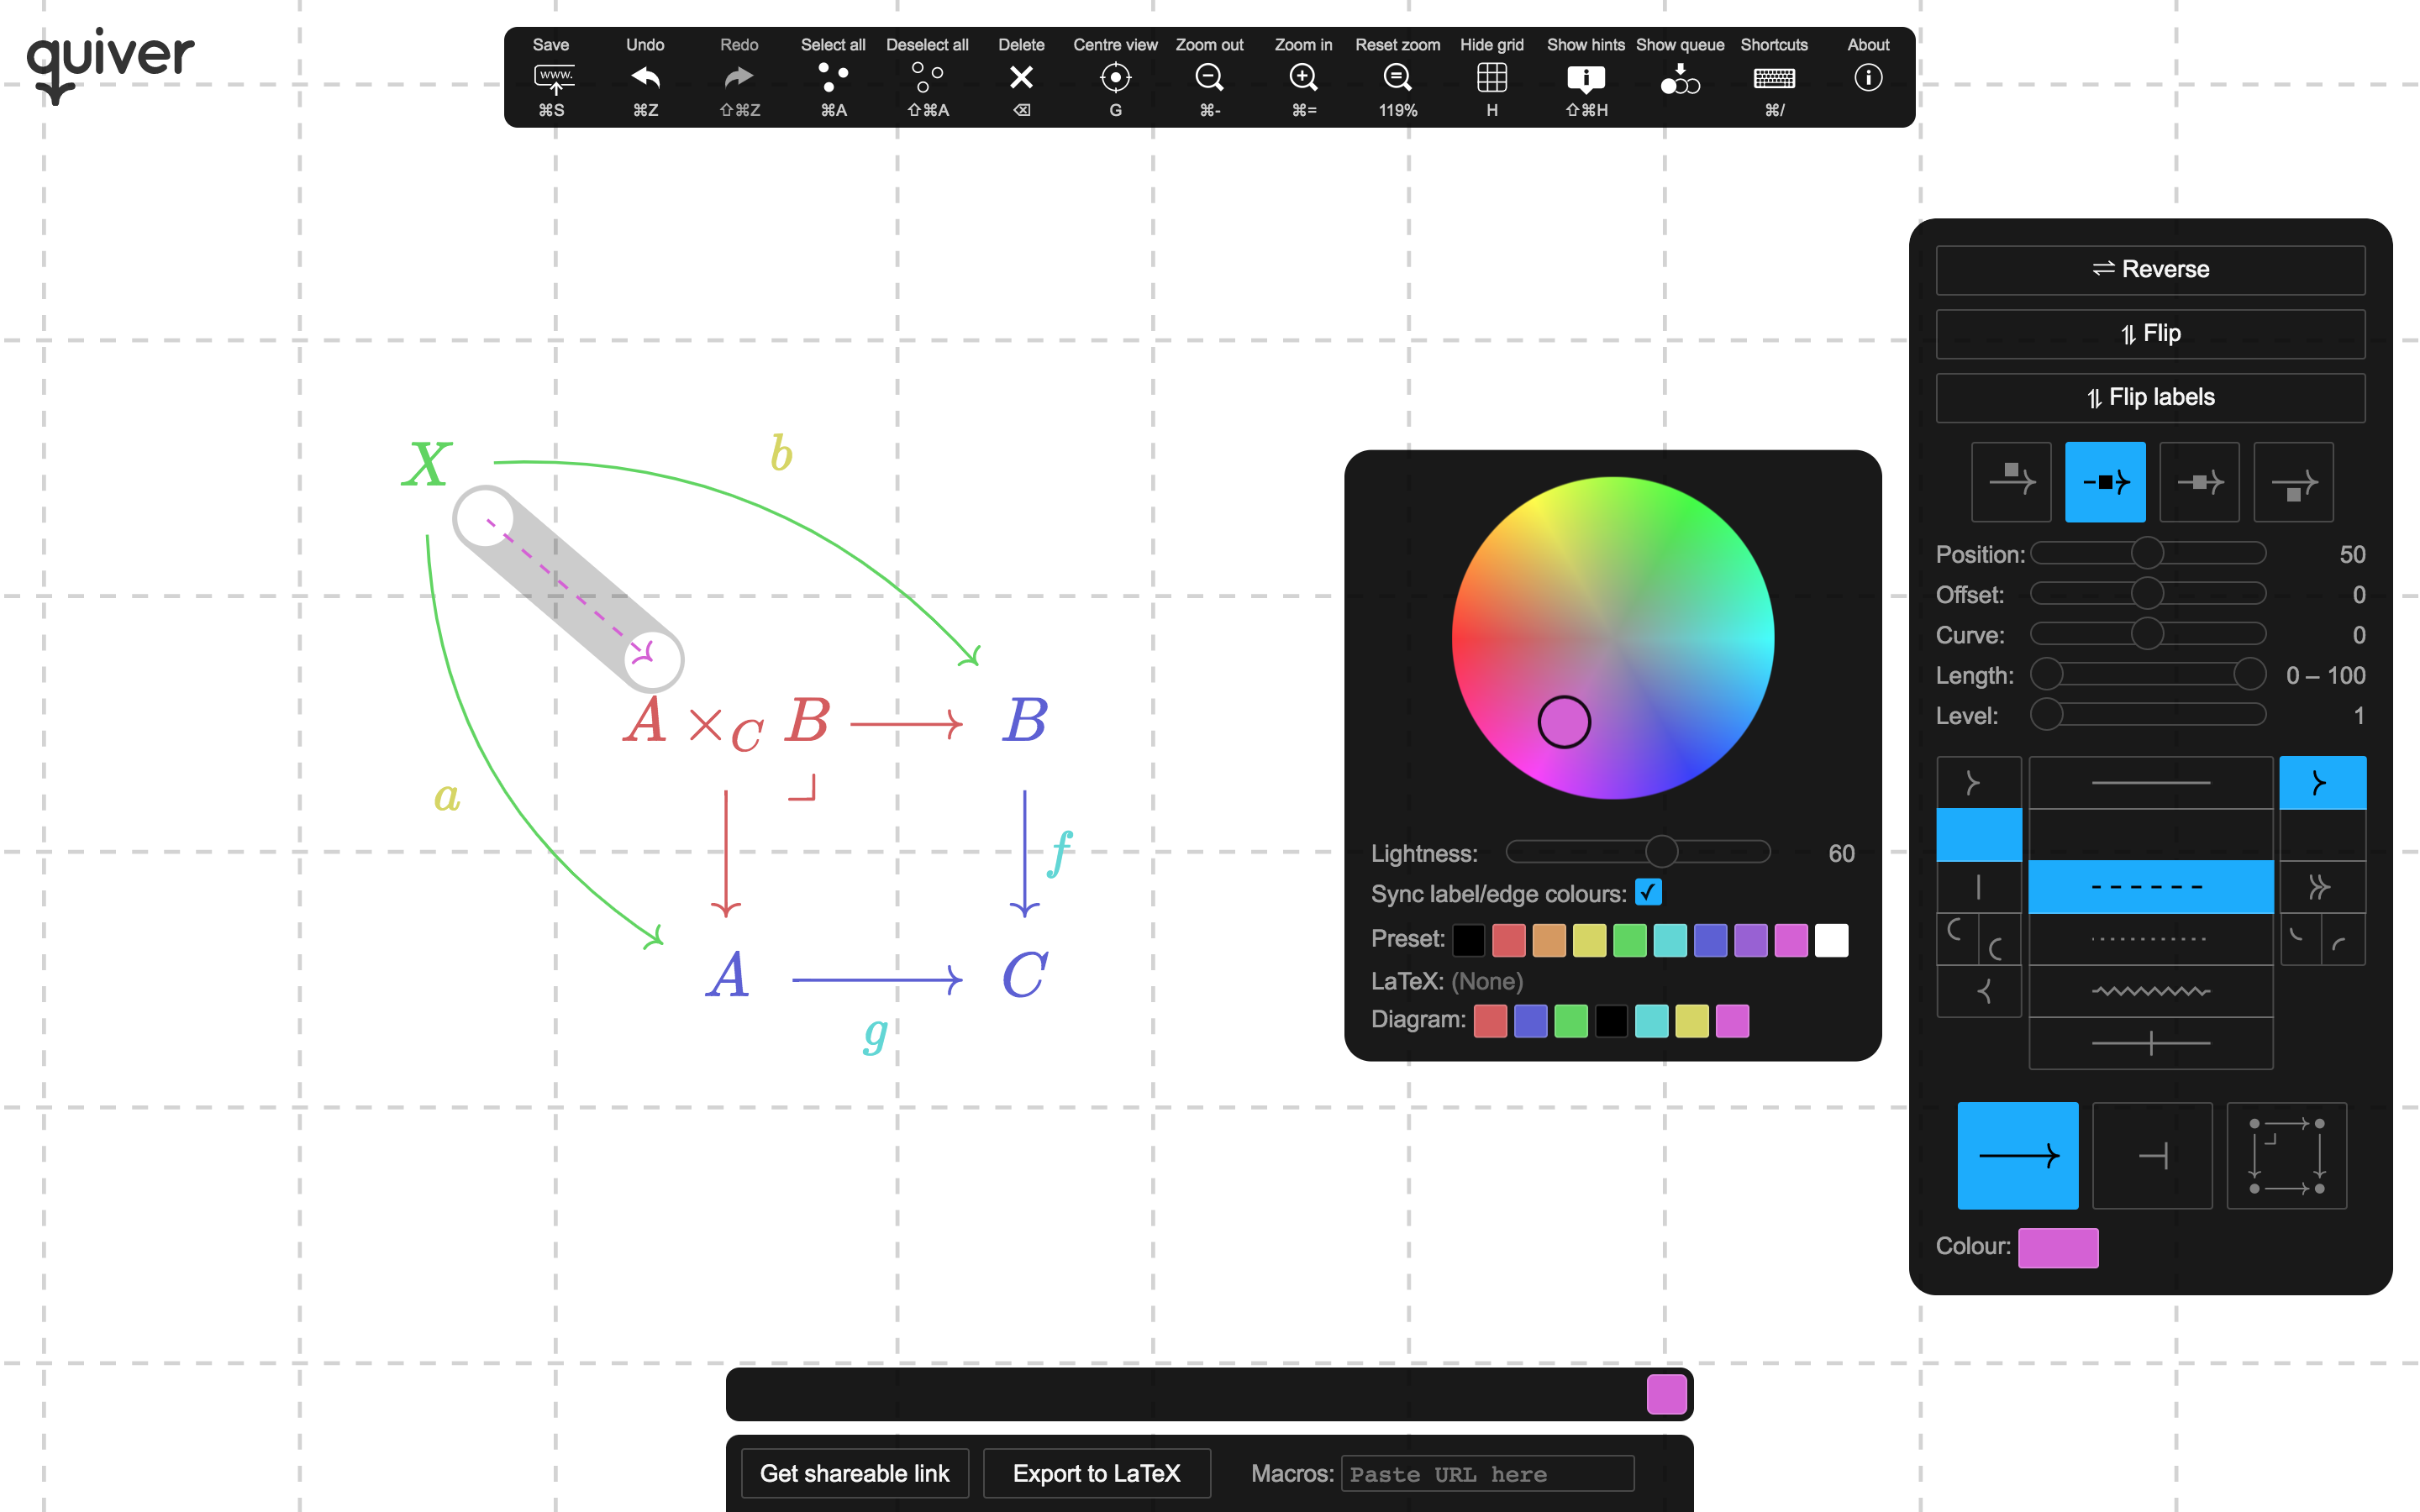 quiver
Save Undo Redo Select all Deselect all Delete Centre view Zoom out Zoom in Reset zoom Hide grid Show hints Show queue Shortcuts About
www.
⌘S ⌘Z ⇧⌘Z ⌘A ⇧⌘A ⌫ G ⌘- ⌘= 119% H ⇧⌘H ⌘/
⇌ Reverse
⥮ Flip
⥮ Flip labels
Position: 50
Offset: 0
Curve: 0
Length: 0 – 100
Level: 1
Colour:
X
b
A ×_C B
B
a
f
A
C
g
Lightness: 60
Sync label/edge colours: ✓
Preset:
LaTeX: (None)
Diagram:
Get shareable link Export to LaTeX Macros: Paste URL here